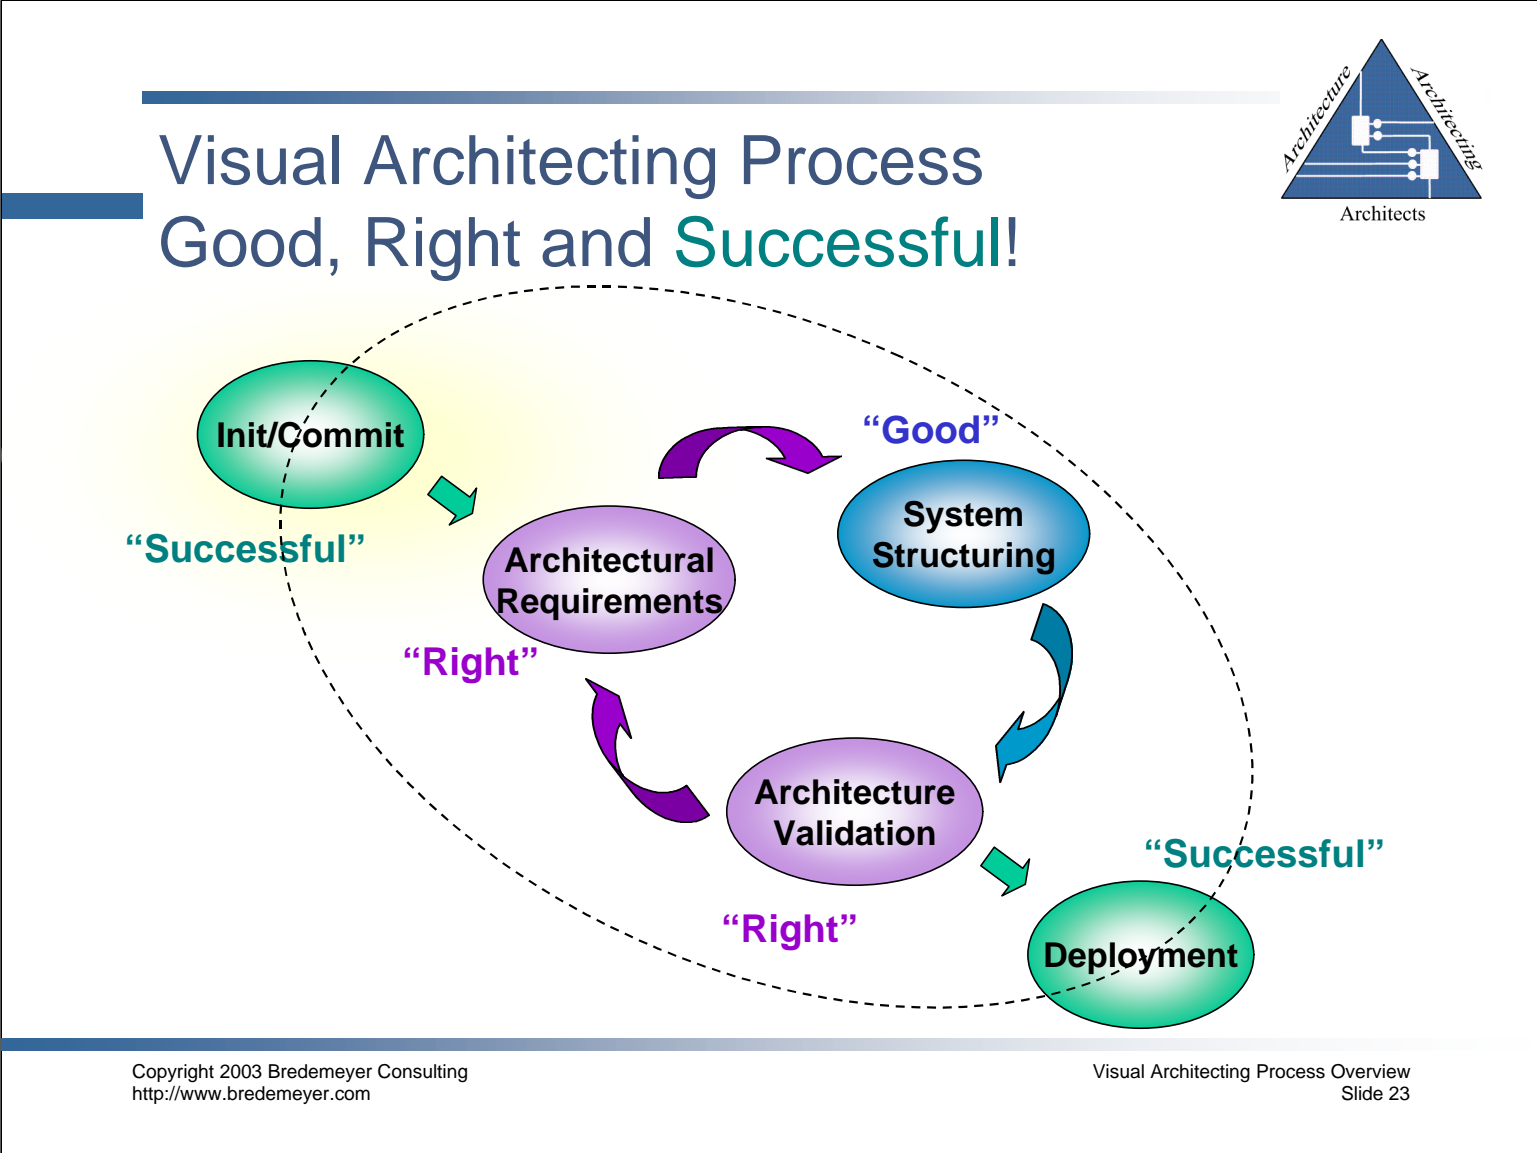 Architecture
Architecting
Architects
Visual Architecting Process
Good, Right and Successful!
Init/Commit
“Successful”
“Good”
System
Structuring
Architectural
Requirements
“Right”
Architecture
Validation
“Right”
“Successful”
Deployment
Copyright 2003 Bredemeyer Consulting
http://www.bredemeyer.com
Visual Architecting Process Overview
Slide 23